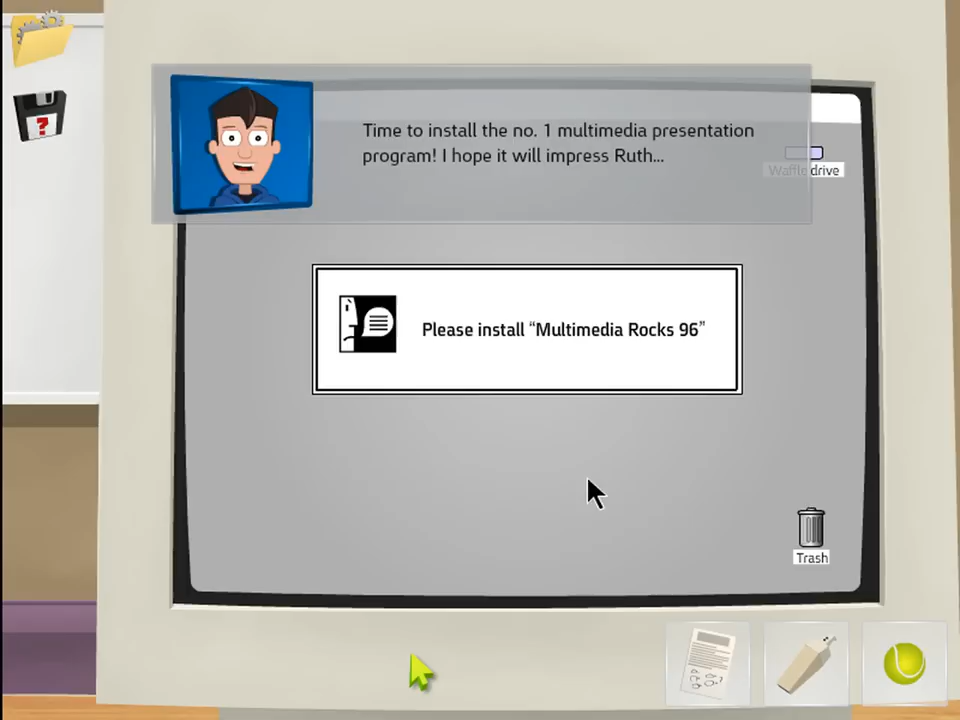 Time to install the no. 1 multimedia presentation
program! I hope it will impress Ruth...
Waffle drive
Please install “Multimedia Rocks 96”
Trash
?